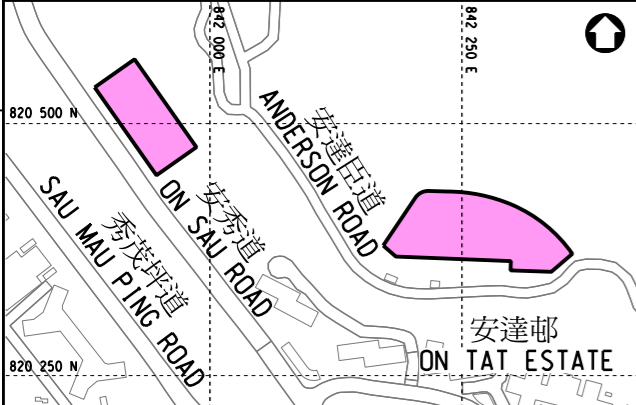 842 000 E
842 250 E
820 500 N
安達臣道
ANDERSON ROAD
安秀道
ON SAU ROAD
秀茂坪道
SAU MAU PING ROAD
安達邨
ON TAT ESTATE
820 250 N